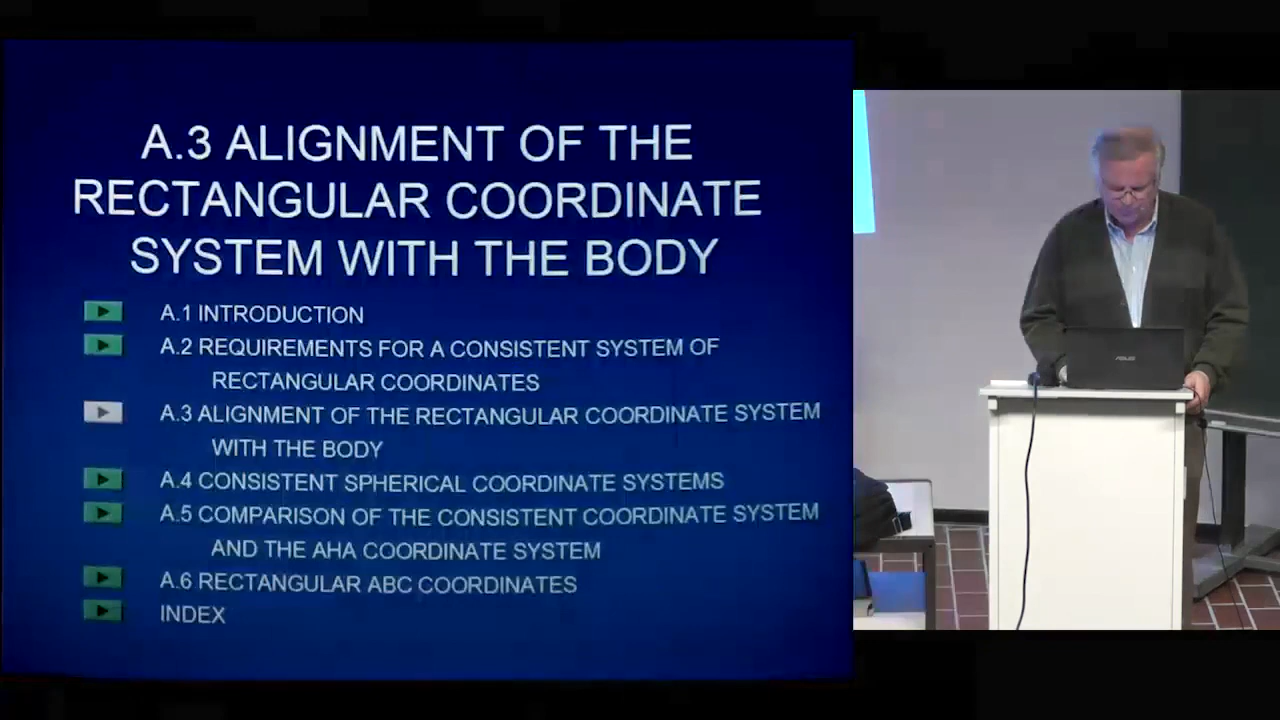 A.3 ALIGNMENT OF THE
RECTANGULAR COORDINATE
SYSTEM WITH THE BODY
A.1 INTRODUCTION
A.2 REQUIREMENTS FOR A CONSISTENT SYSTEM OF
RECTANGULAR COORDINATES
A.3 ALIGNMENT OF THE RECTANGULAR COORDINATE SYSTEM
WITH THE BODY
A.4 CONSISTENT SPHERICAL COORDINATE SYSTEMS
A.5 COMPARISON OF THE CONSISTENT COORDINATE SYSTEM
AND THE AHA COORDINATE SYSTEM
A.6 RECTANGULAR ABC COORDINATES
INDEX
ASUS